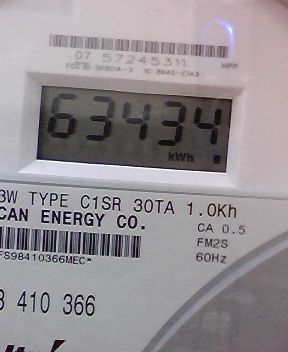 07 57245311
HPP
63434
kWh
3W TYPE C1SR 30TA 1.0Kh
CAN ENERGY CO.
CA 0.5
FM2S
60Hz
FS98410366MEC*
410 366